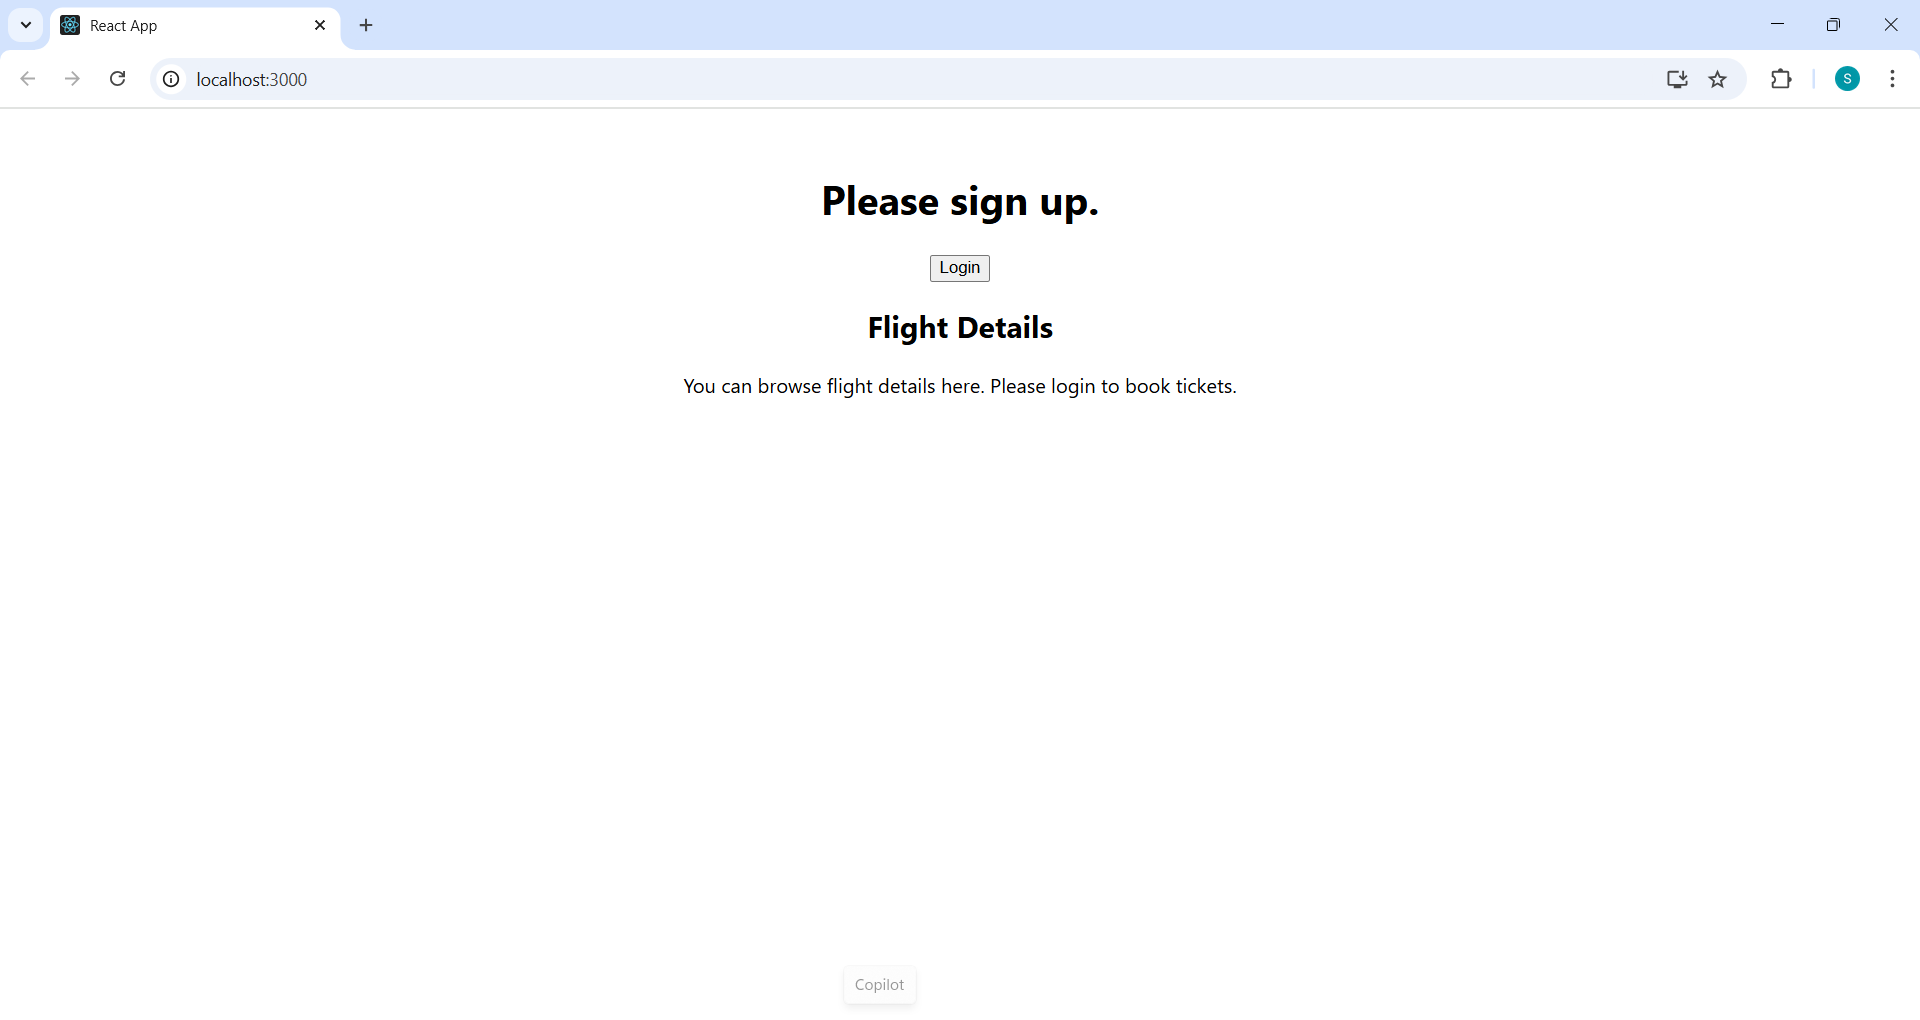 React App
localhost:3000
S
Please sign up.
Login
Flight Details
You can browse flight details here. Please login to book tickets.
Copilot